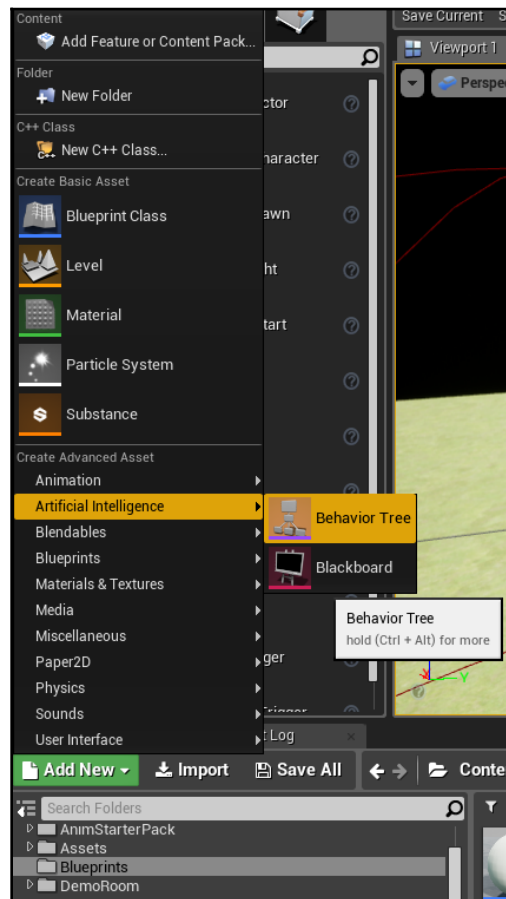 Content
Save Current S
Add Feature or Content Pack...
Viewport 1
Folder
Perspe
New Folder
ctor
C++ Class
New C++ Class...
haracter
Create Basic Asset
Blueprint Class
awn
Level
ht
Material
tart
Particle System
Substance
Create Advanced Asset
Animation
Artificial Intelligence
Behavior Tree
Blendables
Blueprints
Blackboard
Materials & Textures
Media
Behavior Tree
Miscellaneous
hold (Ctrl + Alt) for more
Paper2D
ger
Physics
Y
Sounds
Trigger
User Interface
t Log
Add New
Import
Save All
Conte
Search Folders
AnimStarterPack
Assets
Blueprints
DemoRoom